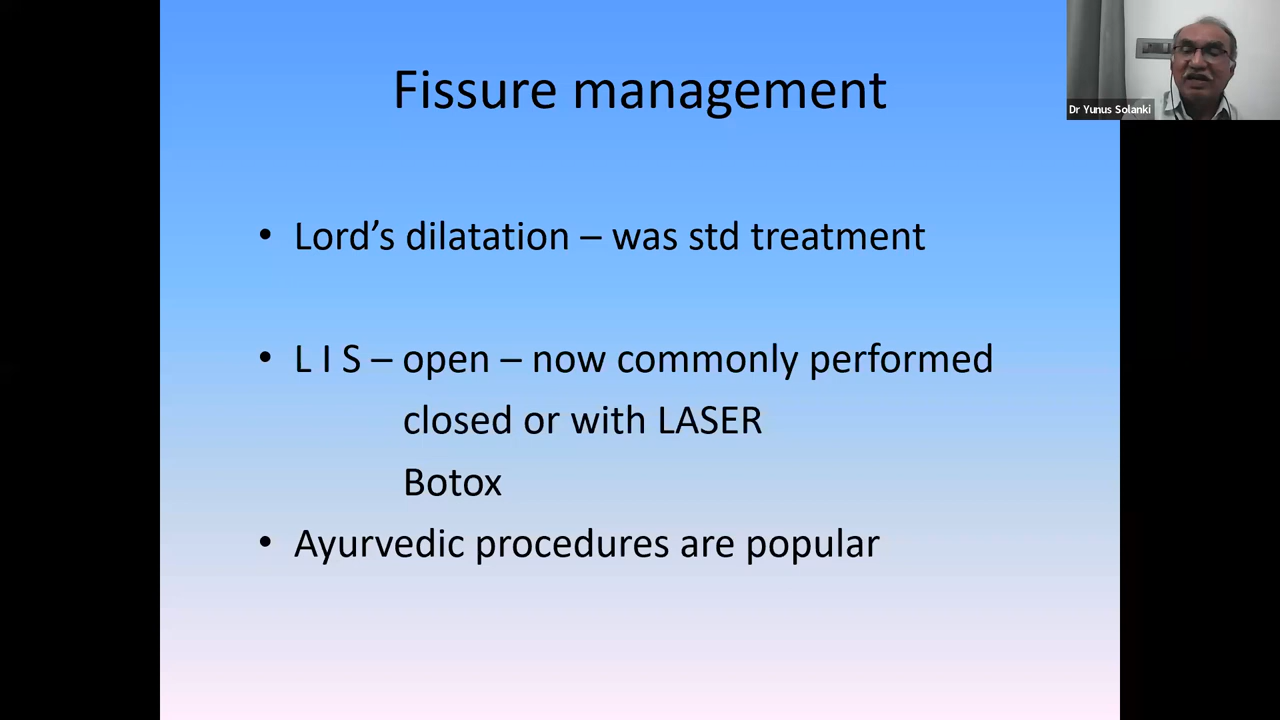 Fissure management
Dr Yunus Solanki
• Lord’s dilatation – was std treatment
• L I S – open – now commonly performed
closed or with LASER
Botox
• Ayurvedic procedures are popular